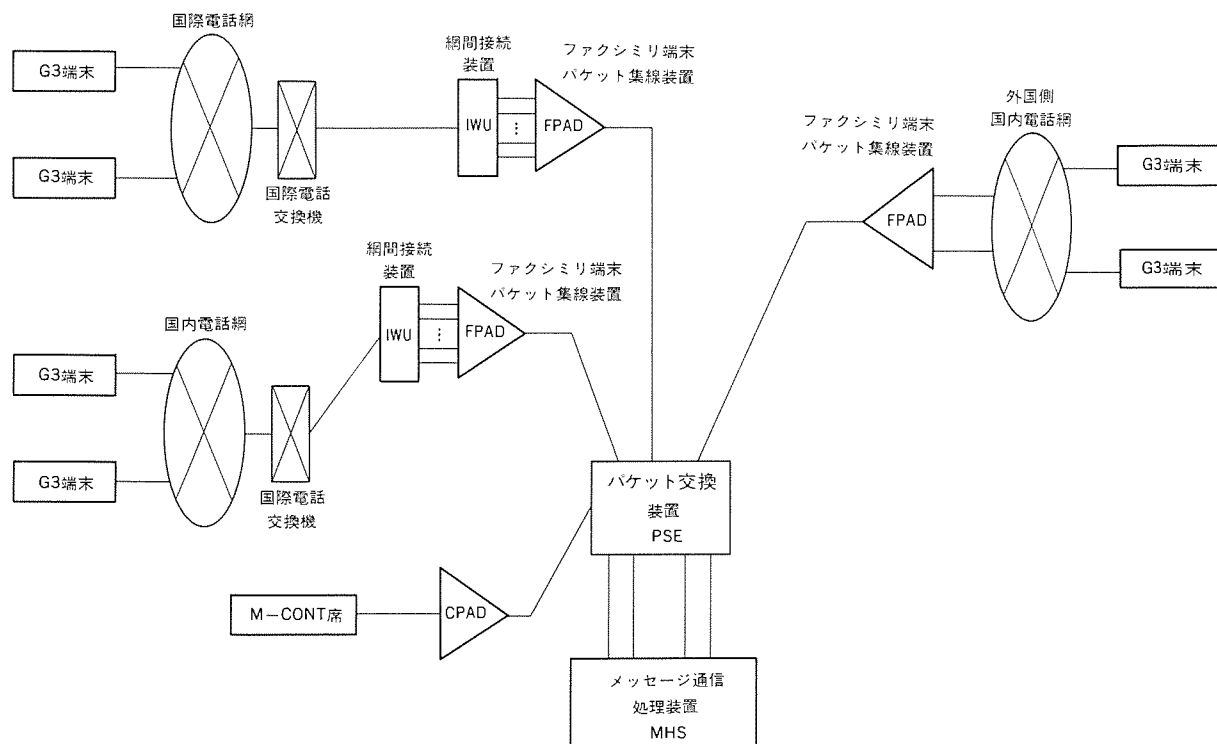 国際電話網
G3端末
G3端末
国際電話
交換機
網間接続
装置
IWU
ファクシミリ端末
パケット集線装置
FPAD
外国側
国内電話網
ファクシミリ端末
パケット集線装置
FPAD
G3端末
G3端末
国内電話網
G3端末
G3端末
国際電話
交換機
網間接続
装置
IWU
ファクシミリ端末
パケット集線装置
FPAD
パケット交換
装置
PSE
M-CONT席
CPAD
メッセージ通信
処理装置
MHS